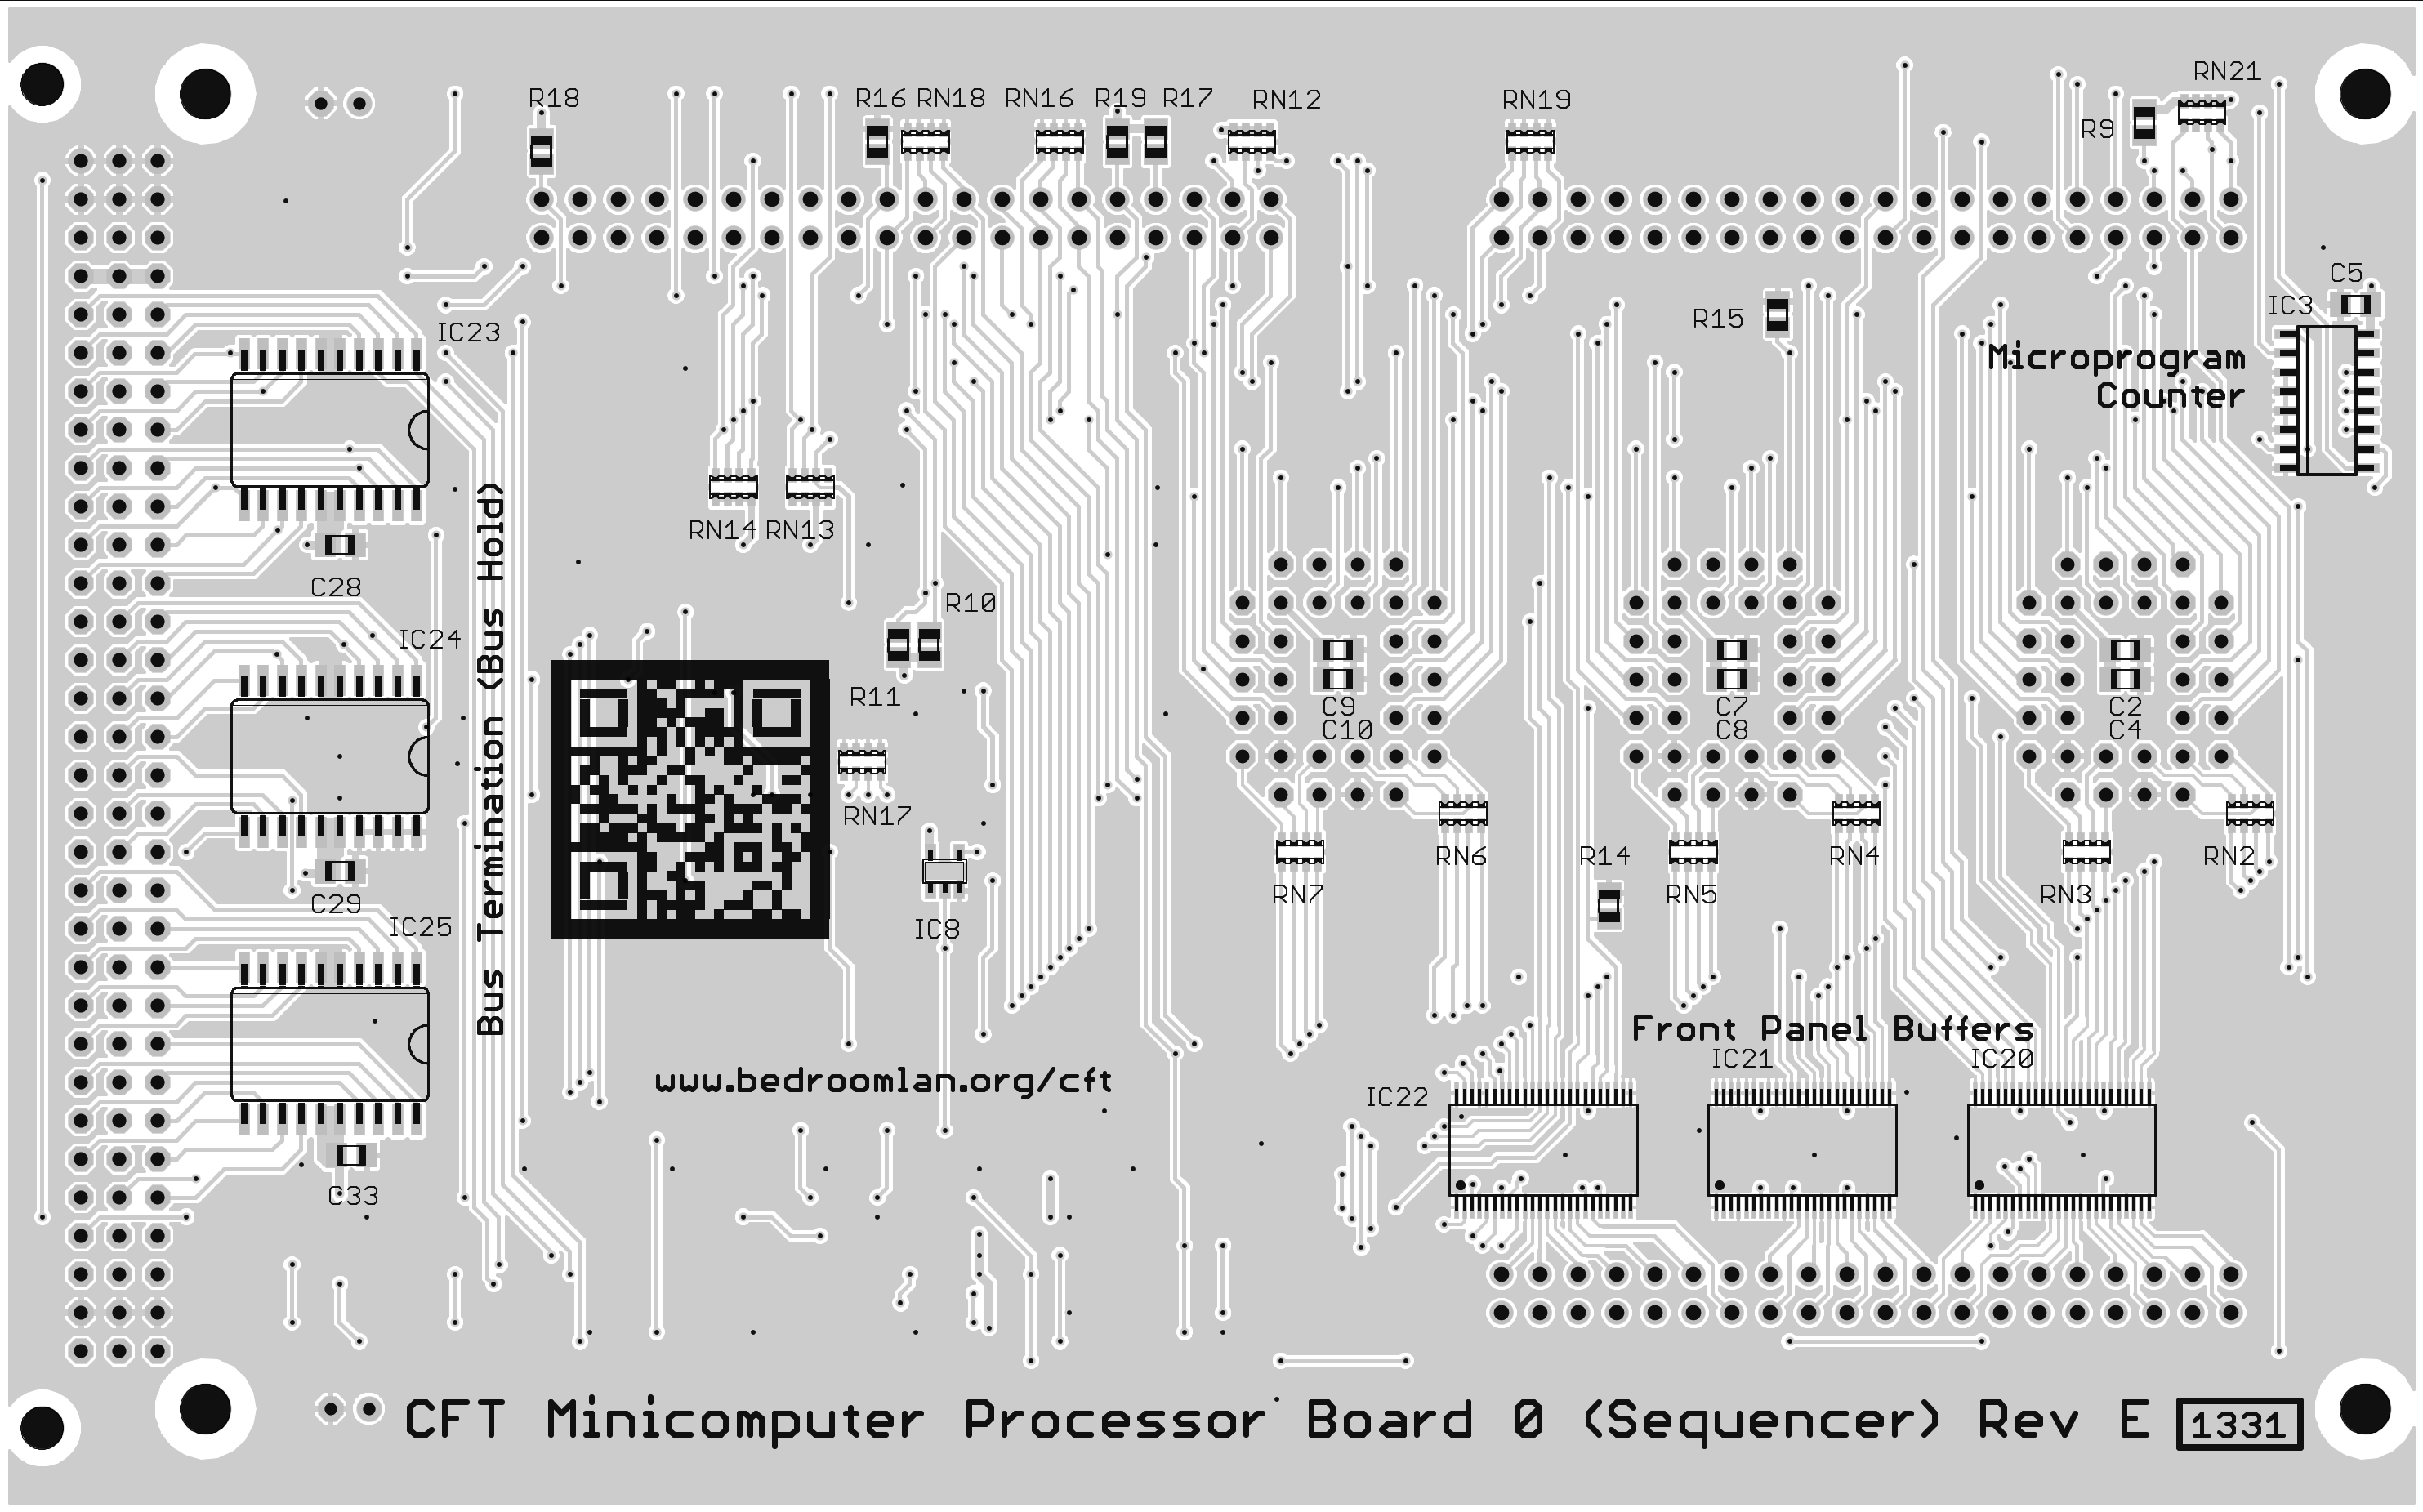 RN21
R18 R16 RN18 RN16 R19 R17 RN12 RN19
R9
C5
IC3
R15
IC23
Microprogram
Counter
RN14 RN13
Bus Termination (Bus Hold)
C28
R10
IC24
R11
C9
C10
C7
C8
C2
C4
RN17
RN6 R14 RN4 RN2
RN7 RN5 RN3
C29
IC25
IC8
Front Panel Buffers
IC21 IC20
www.bedroomlan.org/cft
IC22
C33
CFT Minicomputer Processor Board 0 (Sequencer) Rev E 1331